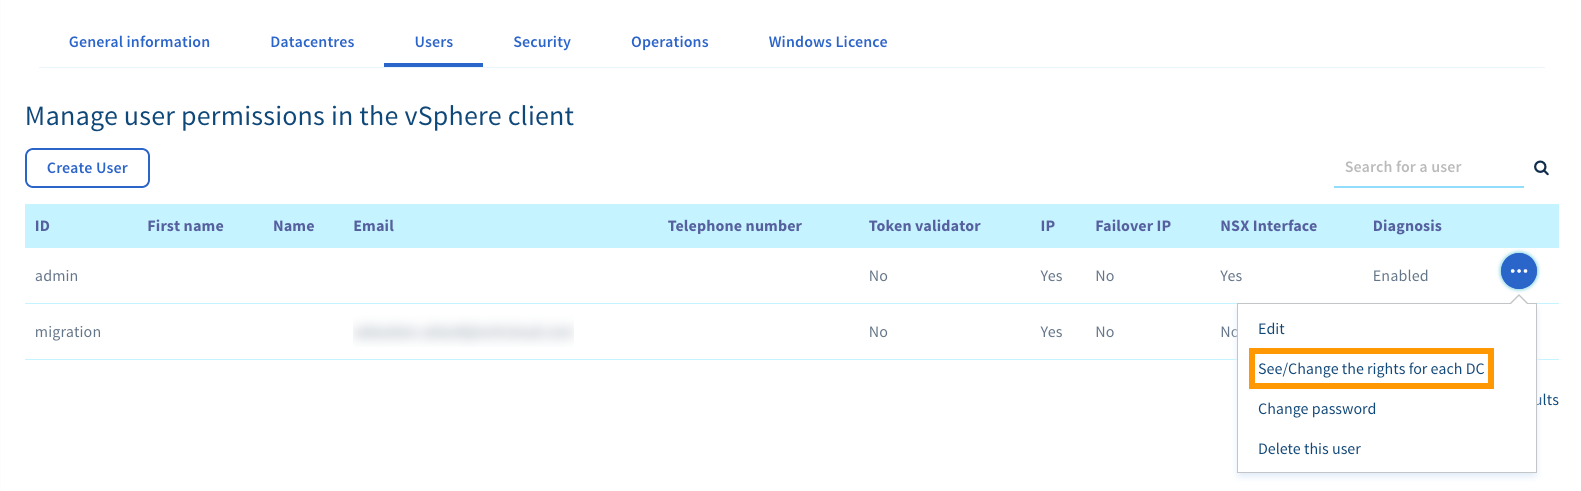 General information Datacentres Users Security Operations Windows Licence
Manage user permissions in the vSphere client
Create User
Search for a user
ID First name Name Email Telephone number Token validator IP Failover IP NSX Interface Diagnosis
admin No Yes No Yes Enabled
migration No Yes No
Edit
See/Change the rights for each DC
Change password
Delete this user